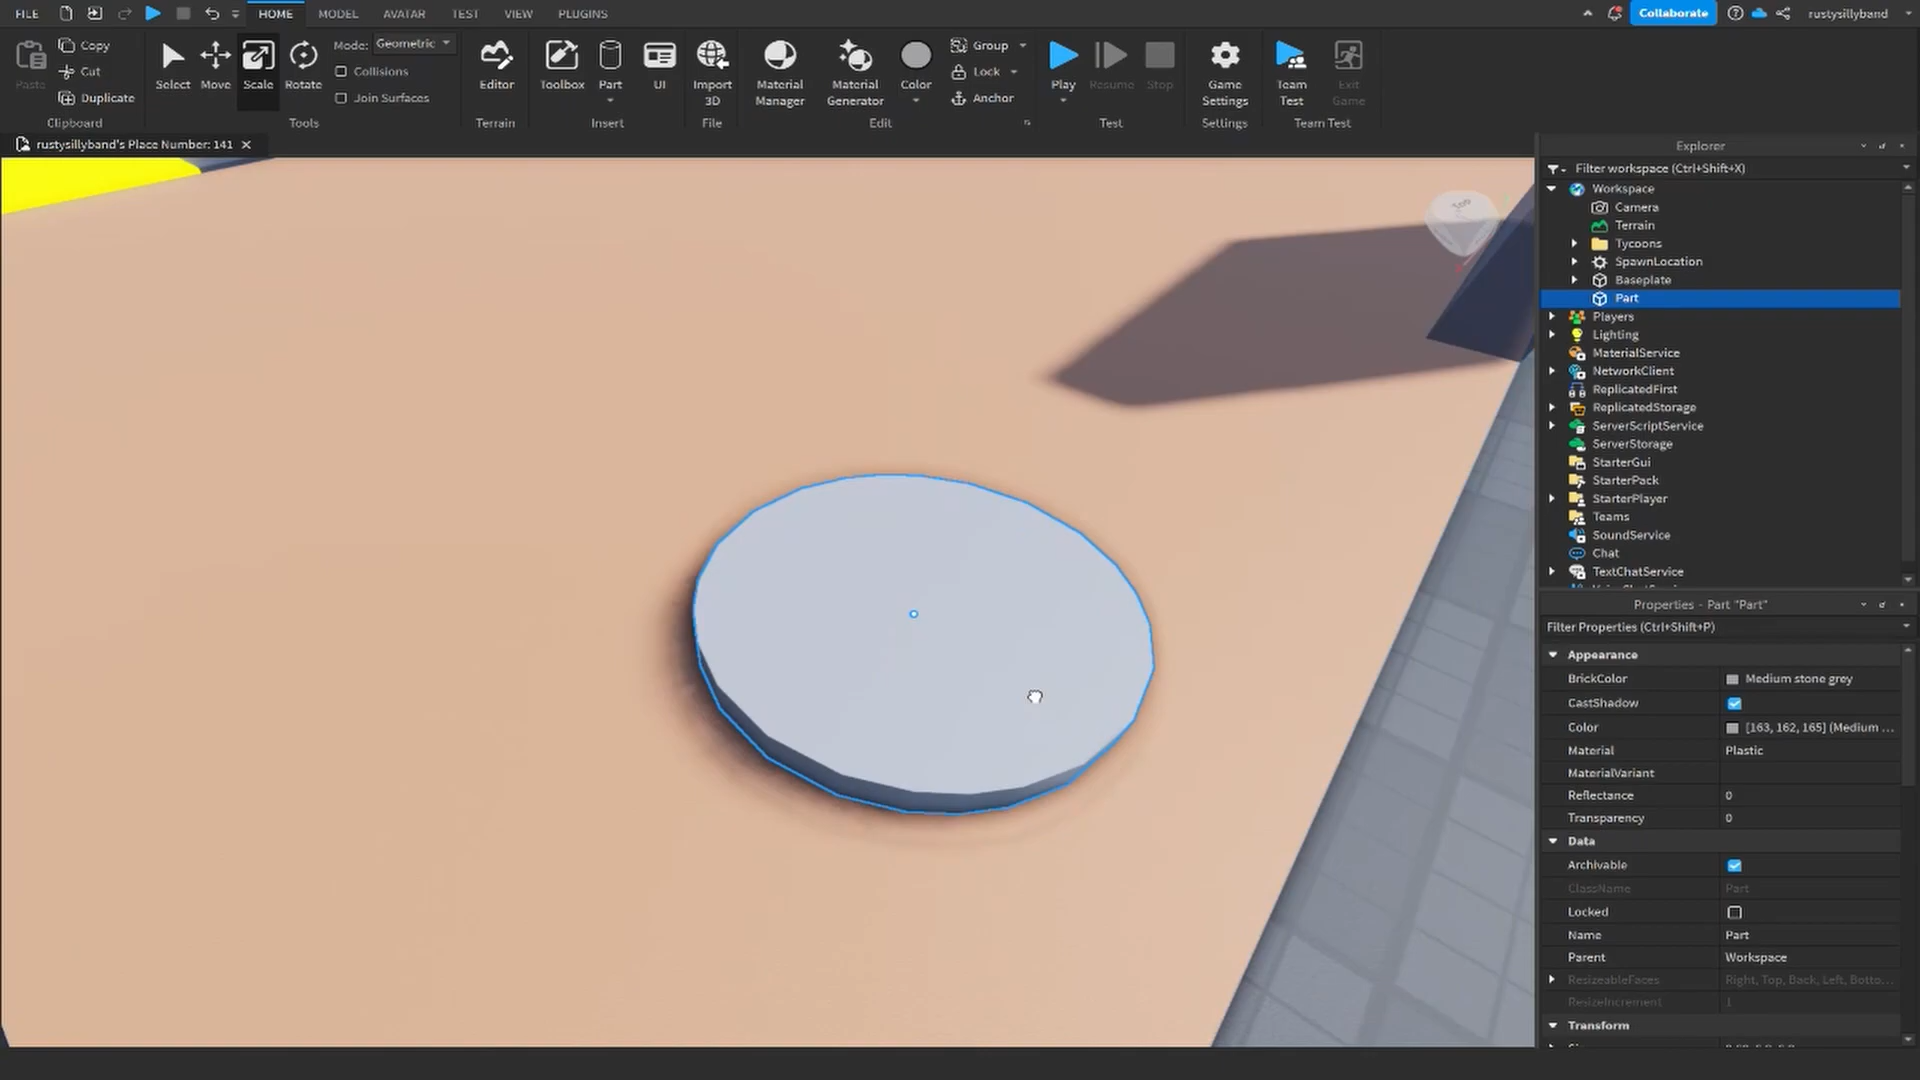 FILE HOME MODEL AVATAR TEST VIEW PLUGINS Collaborate rustysillyband
Paste Copy Cut Duplicate Clipboard
Select Move Scale Rotate Mode: Geometric Collisions Join Surfaces Tools
Editor Terrain
Toolbox Part UI Insert
Import 3D File
Material Manager Material Generator Color Group Lock Anchor Edit
Play Resume Stop Test
Game Settings Settings
Team Test Exit Game Team Test
rustysillyband's Place Number: 141
Explorer
Filter workspace (Ctrl+Shift+X)
Workspace
Camera
Terrain
Tycoons
SpawnLocation
Baseplate
Part
Players
Lighting
MaterialService
NetworkClient
ReplicatedFirst
ReplicatedStorage
ServerScriptService
ServerStorage
StarterGui
StarterPack
StarterPlayer
Teams
SoundService
Chat
TextChatService
Properties - Part "Part"
Filter Properties (Ctrl+Shift+P)
Appearance
BrickColor Medium stone grey
CastShadow
Color [163, 162, 165] (Medium ...
Material Plastic
MaterialVariant
Reflectance 0
Transparency 0
Data
Archivable
ClassName Part
Locked
Name Part
Parent Workspace
ResizeableFaces Right, Top, Back, Left, Botto...
ResizeIncrement 1
Transform